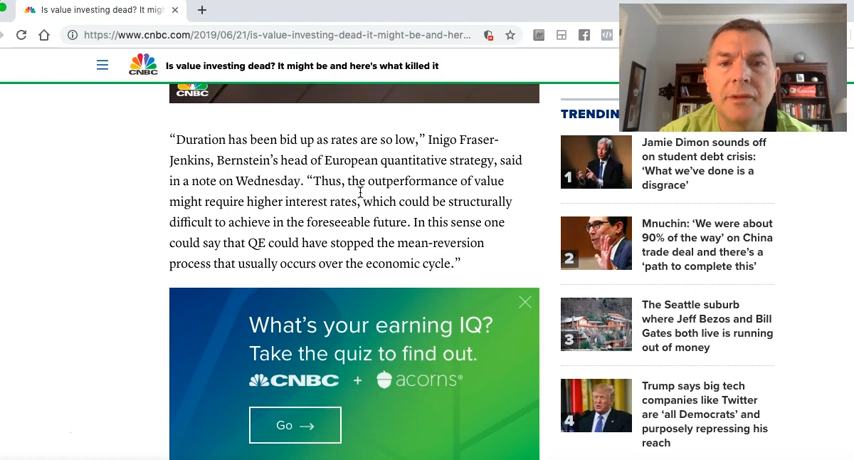 Is value investing dead? It migh
https://www.cnbc.com/2019/06/21/is-value-investing-dead-it-might-be-and-her...
CNBC
Is value investing dead? It might be and here's what killed it
CNBC
“Duration has been bid up as rates are so low,” Inigo Fraser-
Jenkins, Bernstein’s head of European quantitative strategy, said
in a note on Wednesday. “Thus, the outperformance of value
might require higher interest rates, which could be structurally
difficult to achieve in the foreseeable future. In this sense one
could say that QE could have stopped the mean-reversion
process that usually occurs over the economic cycle.”
What’s your earning IQ?
Take the quiz to find out.
CNBC + acorns®
Go →
TRENDIN
1
Jamie Dimon sounds off
on student debt crisis:
‘What we’ve done is a
disgrace’
2
Mnuchin: ‘We were about
90% of the way’ on China
trade deal and there’s a
‘path to complete this’
3
The Seattle suburb
where Jeff Bezos and Bill
Gates both live is running
out of money
4
Trump says big tech
companies like Twitter
are ‘all Democrats’ and
purposely repressing his
reach